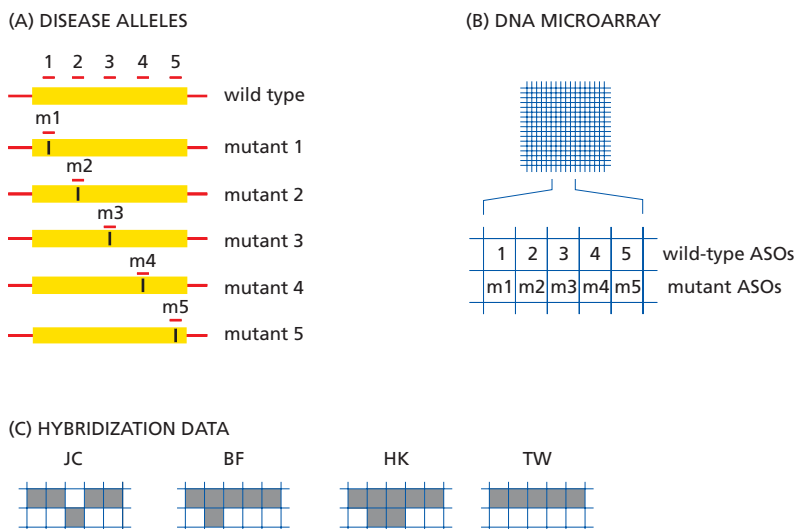 (A) DISEASE ALLELES
1 2 3 4 5
wild type
m1
mutant 1
m2
mutant 2
m3
mutant 3
m4
mutant 4
m5
mutant 5
(B) DNA MICROARRAY
1 2 3 4 5 wild-type ASOs
m1 m2 m3 m4 m5 mutant ASOs
(C) HYBRIDIZATION DATA
JC BF HK TW